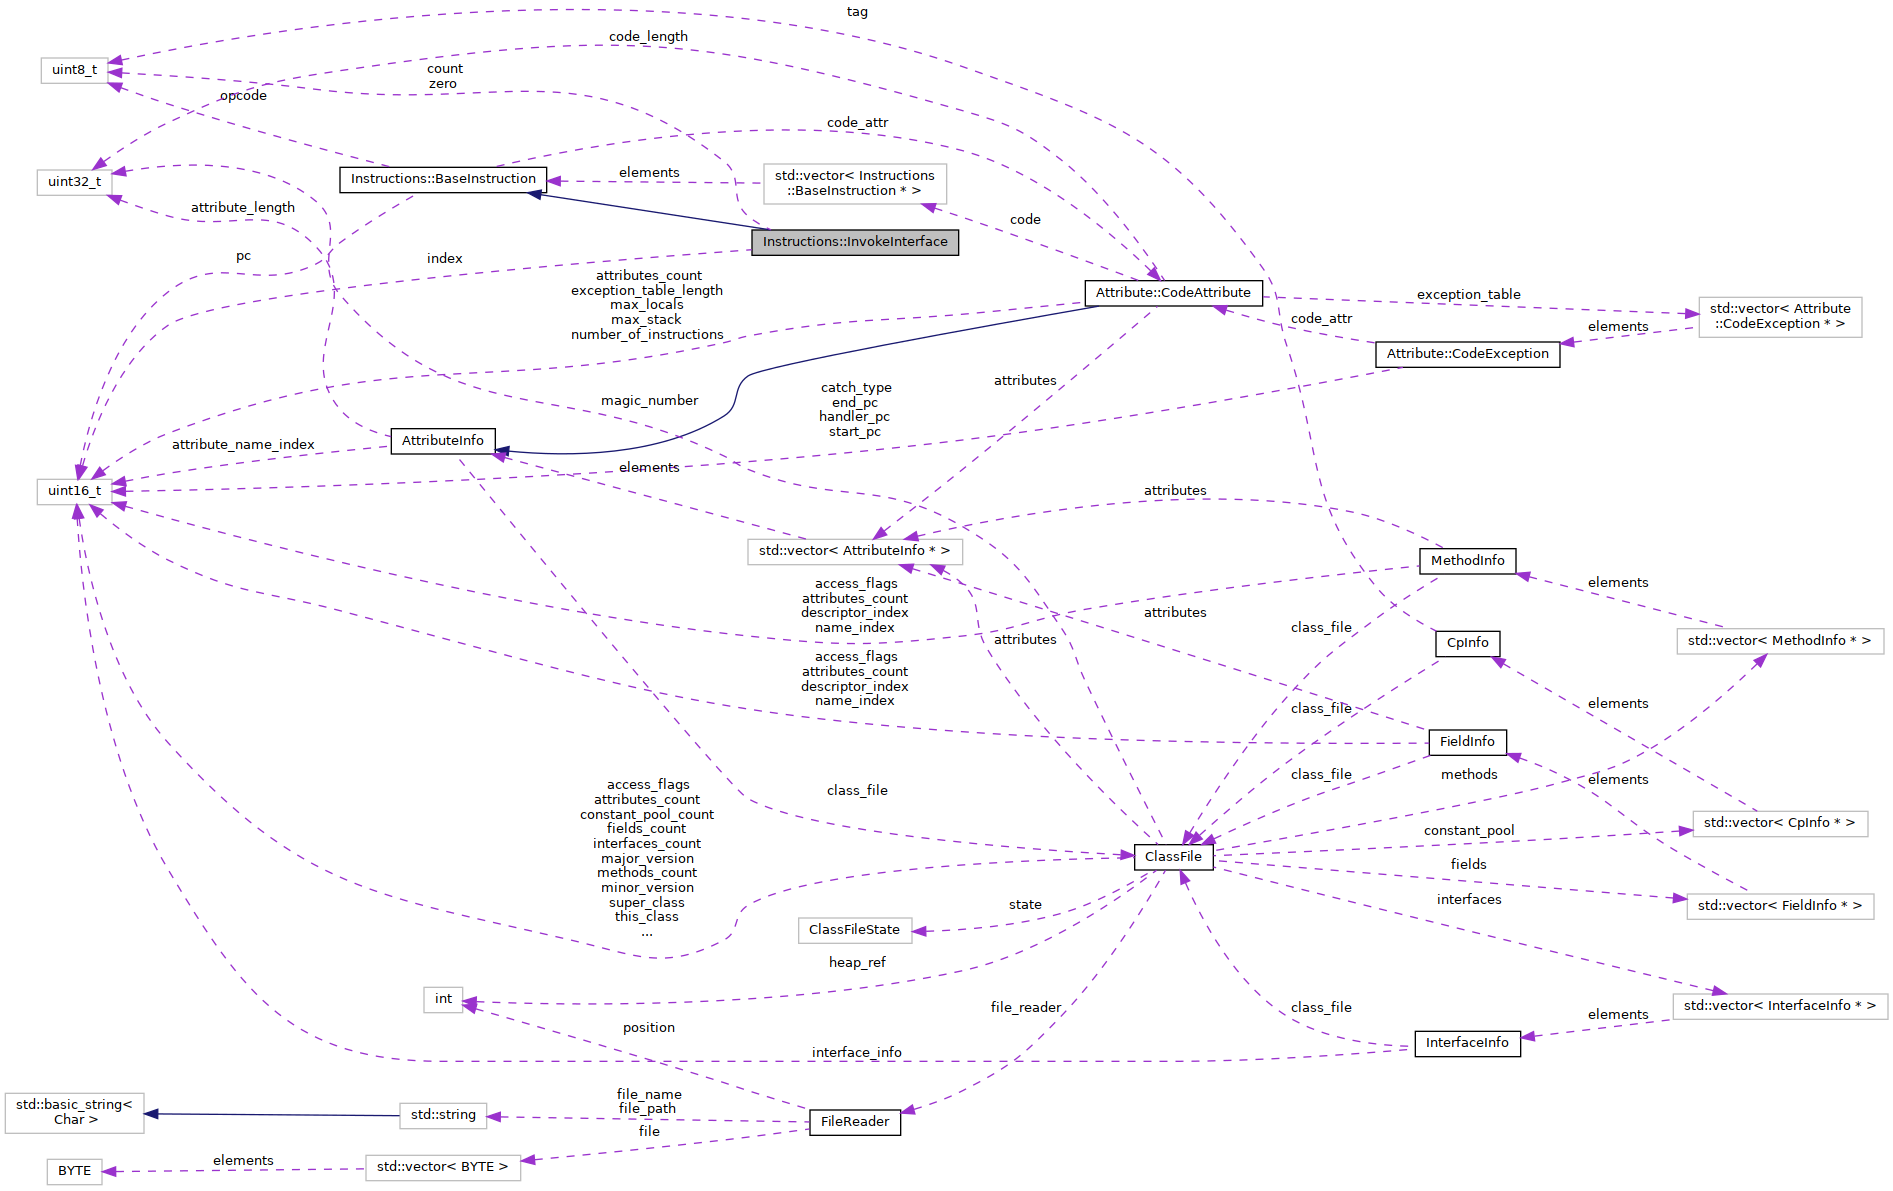 tag
code_length
uint8_t
count
zero
opcode
code_attr
uint32_t
Instructions::BaseInstruction
elements
std::vector< Instructions
::BaseInstruction * >
attribute_length
code
Instructions::InvokeInterface
pc
index
attributes_count
exception_table_length
max_locals
max_stack
number_of_instructions
Attribute::CodeAttribute
exception_table
std::vector< Attribute
::CodeException * >
code_attr
elements
Attribute::CodeException
attributes
magic_number
catch_type
end_pc
handler_pc
start_pc
AttributeInfo
attribute_name_index
elements
uint16_t
attributes
std::vector< AttributeInfo * >
MethodInfo
elements
access_flags
attributes_count
descriptor_index
name_index
attributes
class_file
attributes
CpInfo
std::vector< MethodInfo * >
access_flags
attributes_count
descriptor_index
name_index
class_file
elements
FieldInfo
class_file
methods
elements
access_flags
attributes_count
constant_pool_count
fields_count
interfaces_count
major_version
methods_count
minor_version
super_class
this_class
...
class_file
constant_pool
std::vector< CpInfo * >
ClassFile
fields
interfaces
std::vector< FieldInfo * >
state
ClassFileState
heap_ref
int
file_reader
class_file
std::vector< InterfaceInfo * >
elements
position
InterfaceInfo
interface_info
std::basic_string<
Char >
std::string
file_name
file_path
FileReader
file
elements
BYTE
std::vector< BYTE >